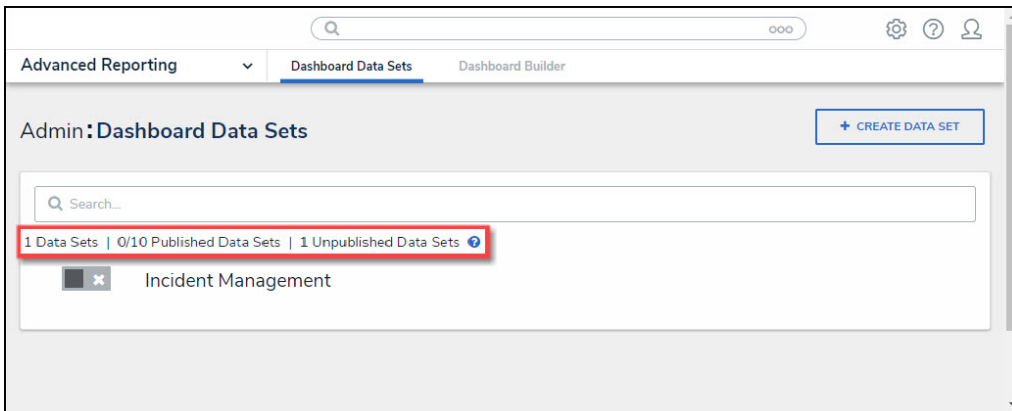 Advanced Reporting
Dashboard Data Sets
Dashboard Builder
Admin:Dashboard Data Sets
+ CREATE DATA SET
Search...
1 Data Sets | 0/10 Published Data Sets | 1 Unpublished Data Sets ?
Incident Management